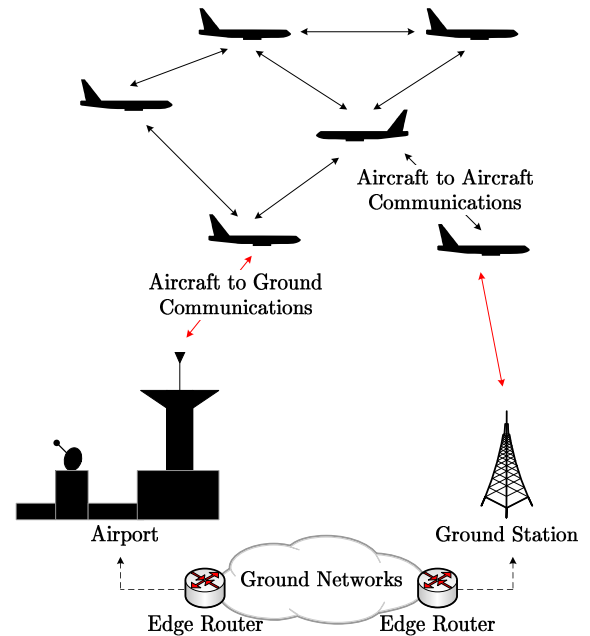 Aircraft to Aircraft
Communications
Aircraft to Ground
Communications
Airport
Ground Station
Ground Networks
Edge Router
Edge Router